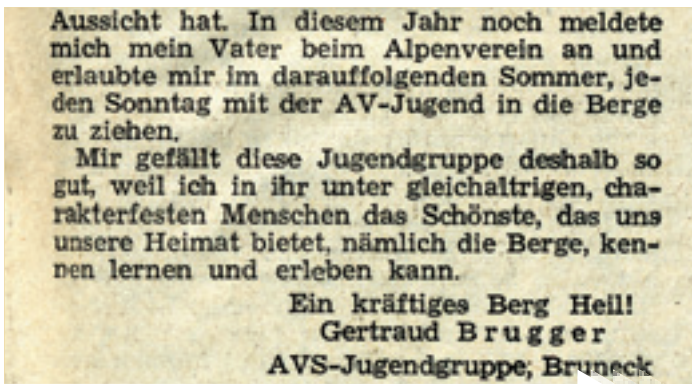 Aussicht hat. In diesem Jahr noch meldete
mich mein Vater beim Alpenverein an und
erlaubte mir im darauffolgenden Sommer, je-
den Sonntag mit der AV-Jugend in die Berge
zu ziehen.
Mir gefällt diese Jugendgruppe deshalb so
gut, weil ich in ihr unter gleichaltrigen, cha-
rakterfesten Menschen das Schönste, das uns
unsere Heimat bietet, nämlich die Berge, ken-
nen lernen und erleben kann.
Ein kräftiges Berg Heil!
Gertraud Brugger
AVS-Jugendgruppe; Bruneck